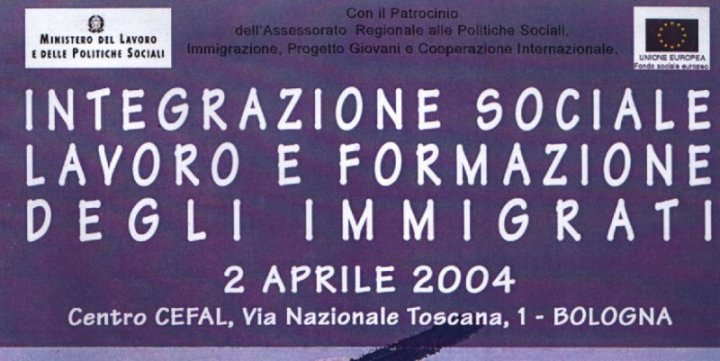 Ministero del Lavoro
e delle Politiche Sociali
Con il Patrocinio
dell'Assessorato Regionale alle Politiche Sociali,
Immigrazione, Progetto Giovani e Cooperazione Internazionale.
UNIONE EUROPEA
Fondo sociale europeo
INTEGRAZIONE SOCIALE
LAVORO E FORMAZIONE
DEGLI IMMIGRATI
2 APRILE 2004
Centro CEFAL, Via Nazionale Toscana, 1 - BOLOGNA